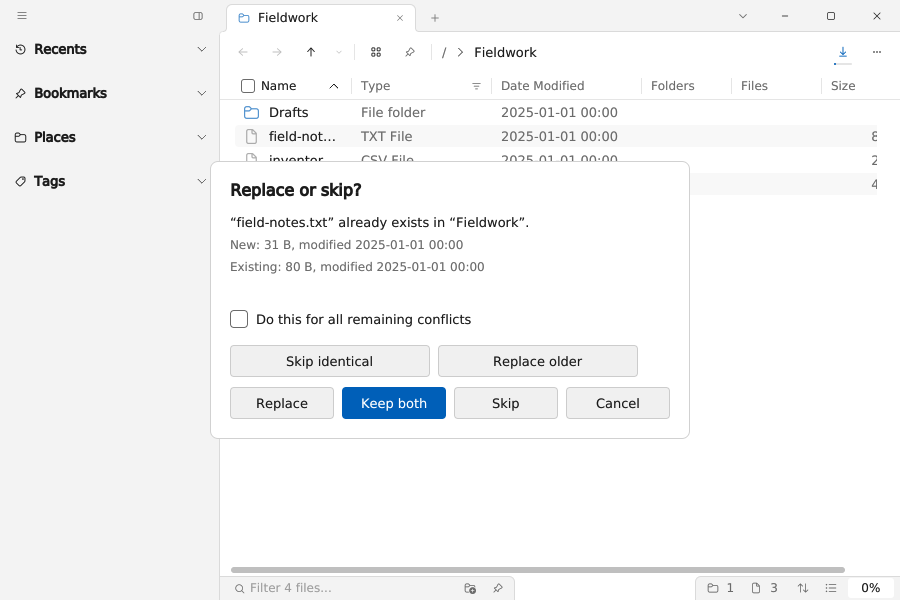 Fieldwork
Recents
Bookmarks
Places
Tags
/ > Fieldwork
Name Type Date Modified Folders Files Size
Drafts File folder 2025-01-01 00:00
field-not... TXT File 2025-01-01 00:00 8
inventor... CSV File 2025-01-01 00:00 2
4
Replace or skip?
“field-notes.txt” already exists in “Fieldwork”.
New: 31 B, modified 2025-01-01 00:00
Existing: 80 B, modified 2025-01-01 00:00
Do this for all remaining conflicts
Skip identical Replace older
Replace Keep both Skip Cancel
Filter 4 files... 1 3 0%